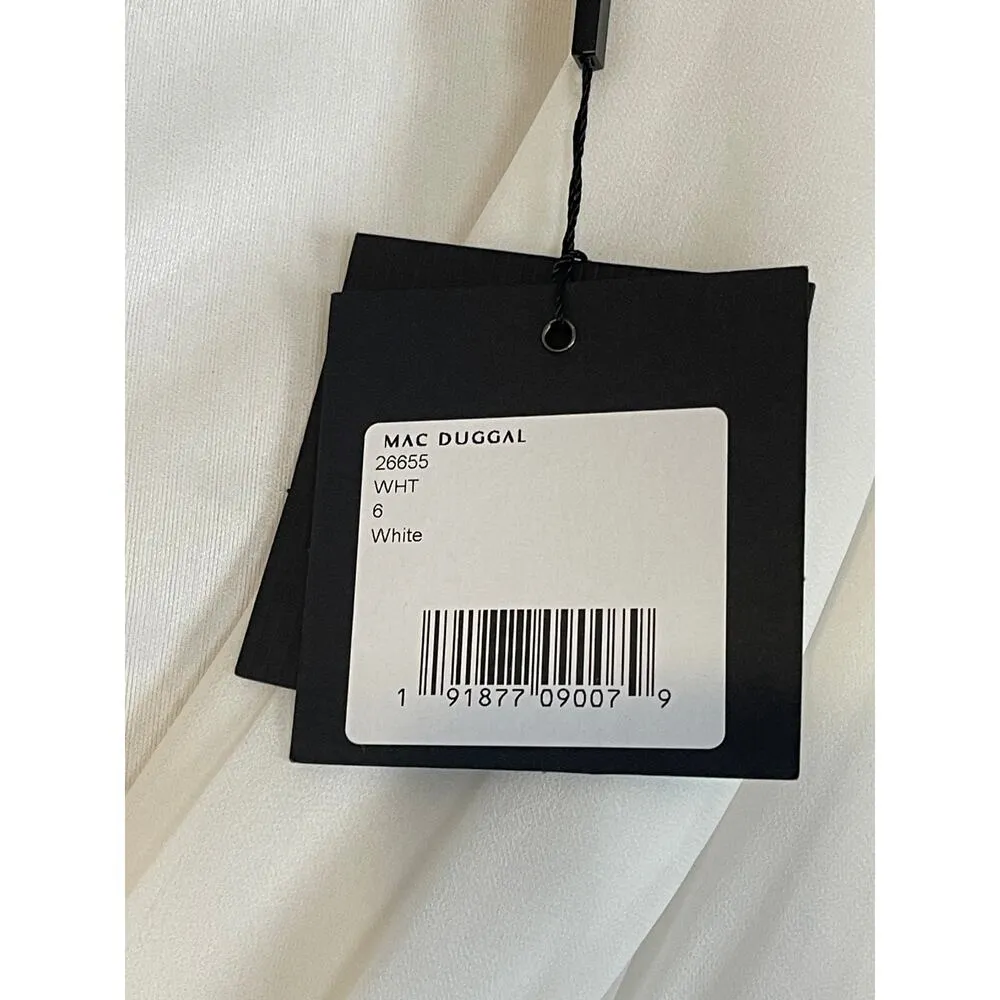 MAC DUGGAL
26655
WHT
6
White
1 91877 09007 9